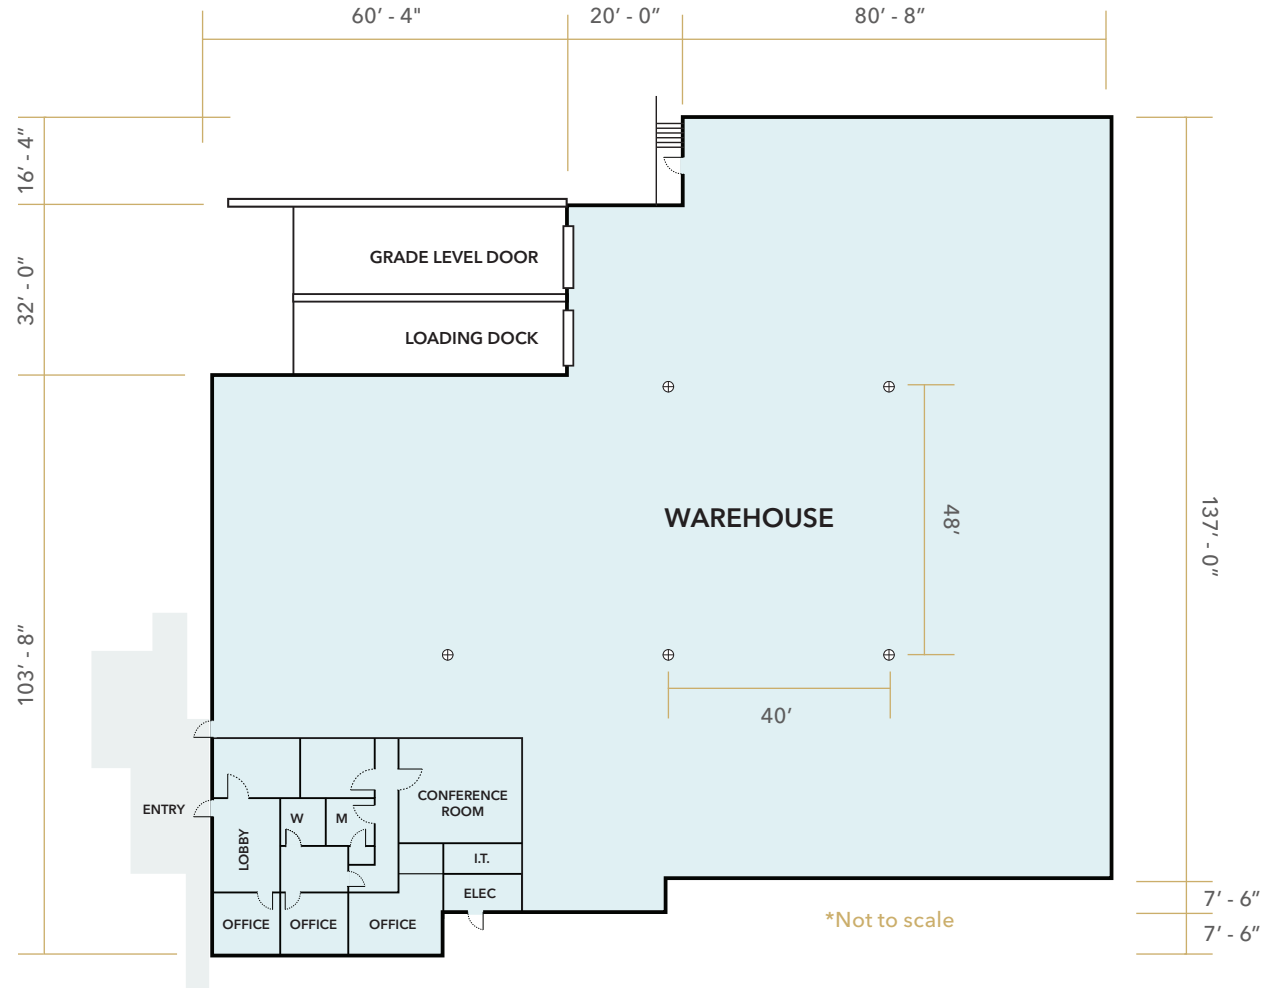 60’ - 4"
20’ - 0”
80’ - 8”
16’ - 4”
32’ - 0”
103’ - 8”
GRADE LEVEL DOOR
LOADING DOCK
WAREHOUSE
48’
40’
137’ - 0”
ENTRY
LOBBY
W
M
CONFERENCE
ROOM
I.T.
ELEC
OFFICE
OFFICE
OFFICE
*Not to scale
7’ - 6”
7’ - 6”